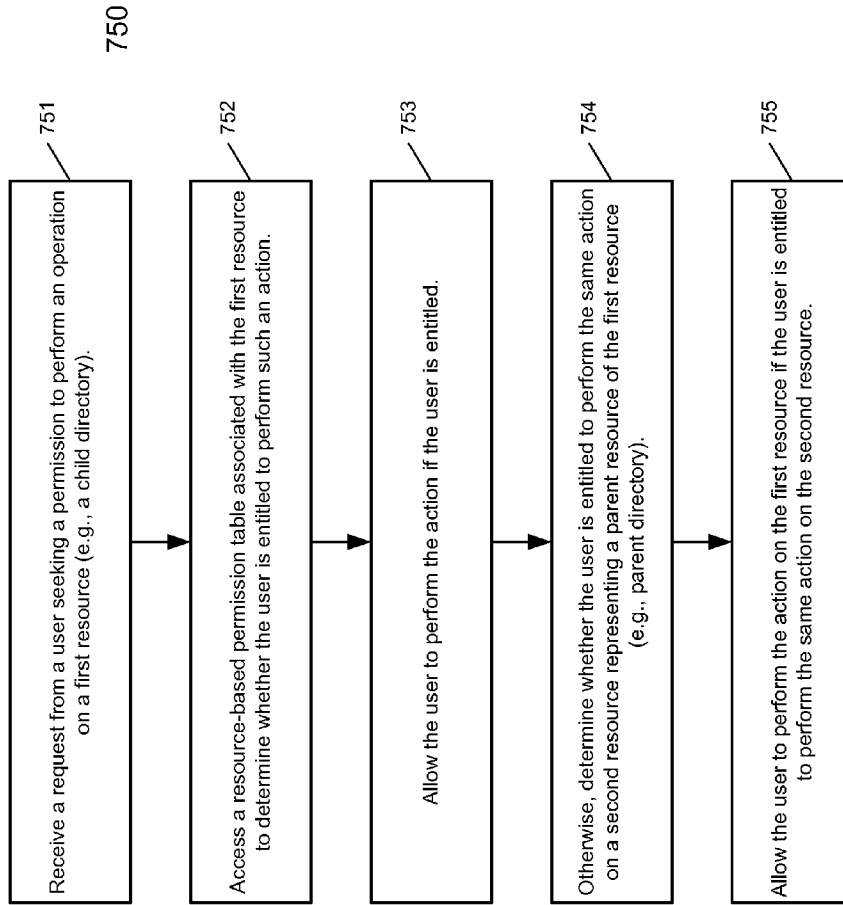 750
Receive a request from a user seeking a permission to perform an operation
on a first resource (e.g., a child directory).
751
Access a resource-based permission table associated with the first resource
to determine whether the user is entitled to perform such an action.
752
Allow the user to perform the action if the user is entitled.
753
Otherwise, determine whether the user is entitled to perform the same action
on a second resource representing a parent resource of the first resource
(e.g., parent directory).
754
Allow the user to perform the action on the first resource if the user is entitled
to perform the same action on the second resource.
755